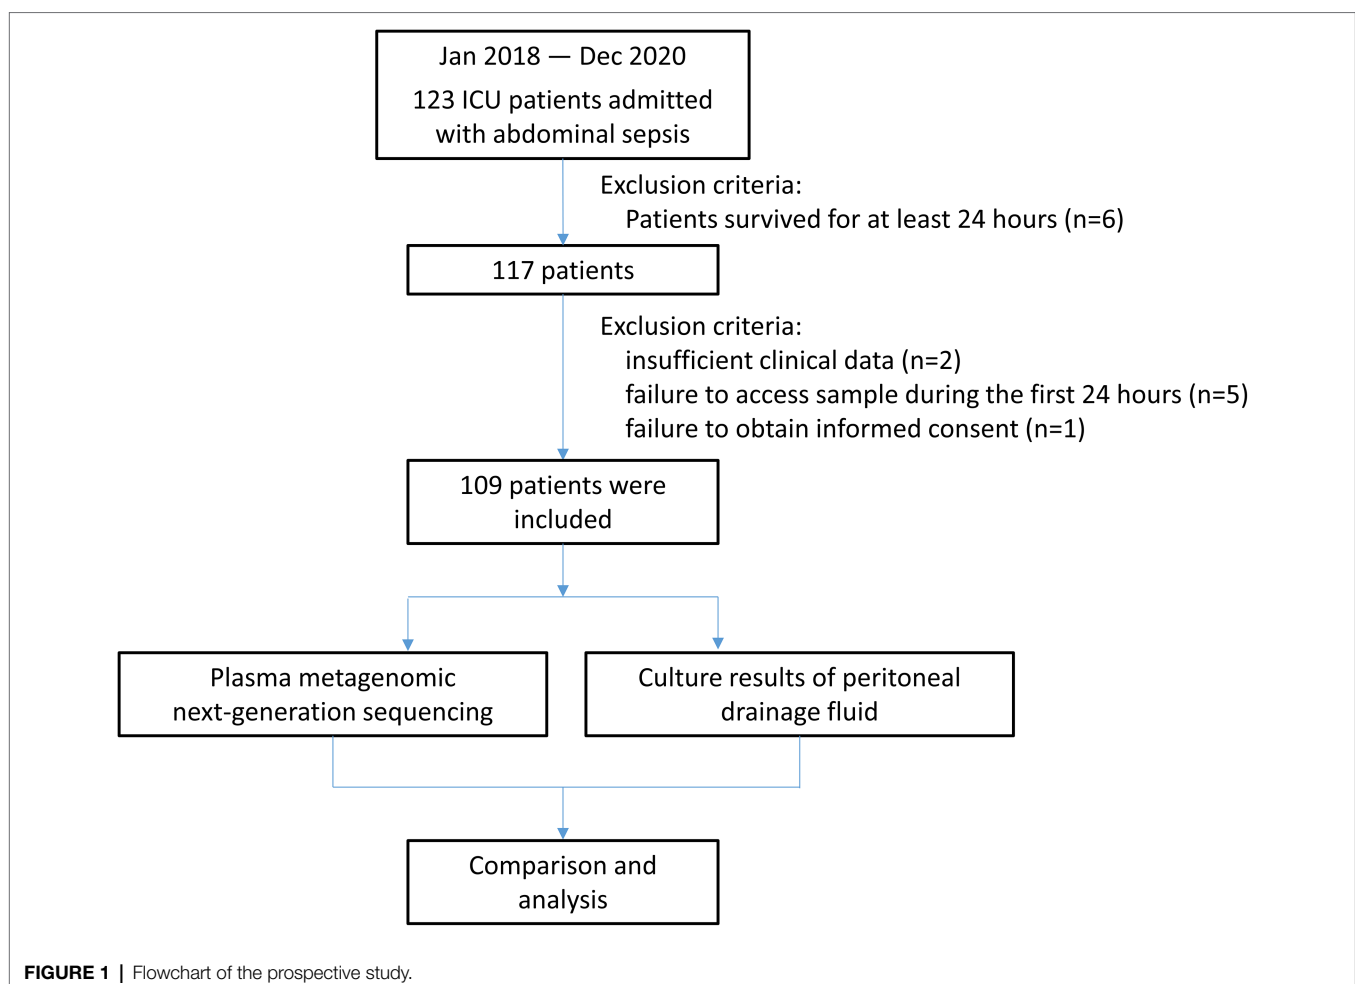 Jan 2018 — Dec 2020
123 ICU patients admitted
with abdominal sepsis
Exclusion criteria:
Patients survived for at least 24 hours (n=6)
117 patients
Exclusion criteria:
insufficient clinical data (n=2)
failure to access sample during the first 24 hours (n=5)
failure to obtain informed consent (n=1)
109 patients were
included
Plasma metagenomic
next-generation sequencing
Culture results of peritoneal
drainage fluid
Comparison and
analysis
FIGURE 1 | Flowchart of the prospective study.